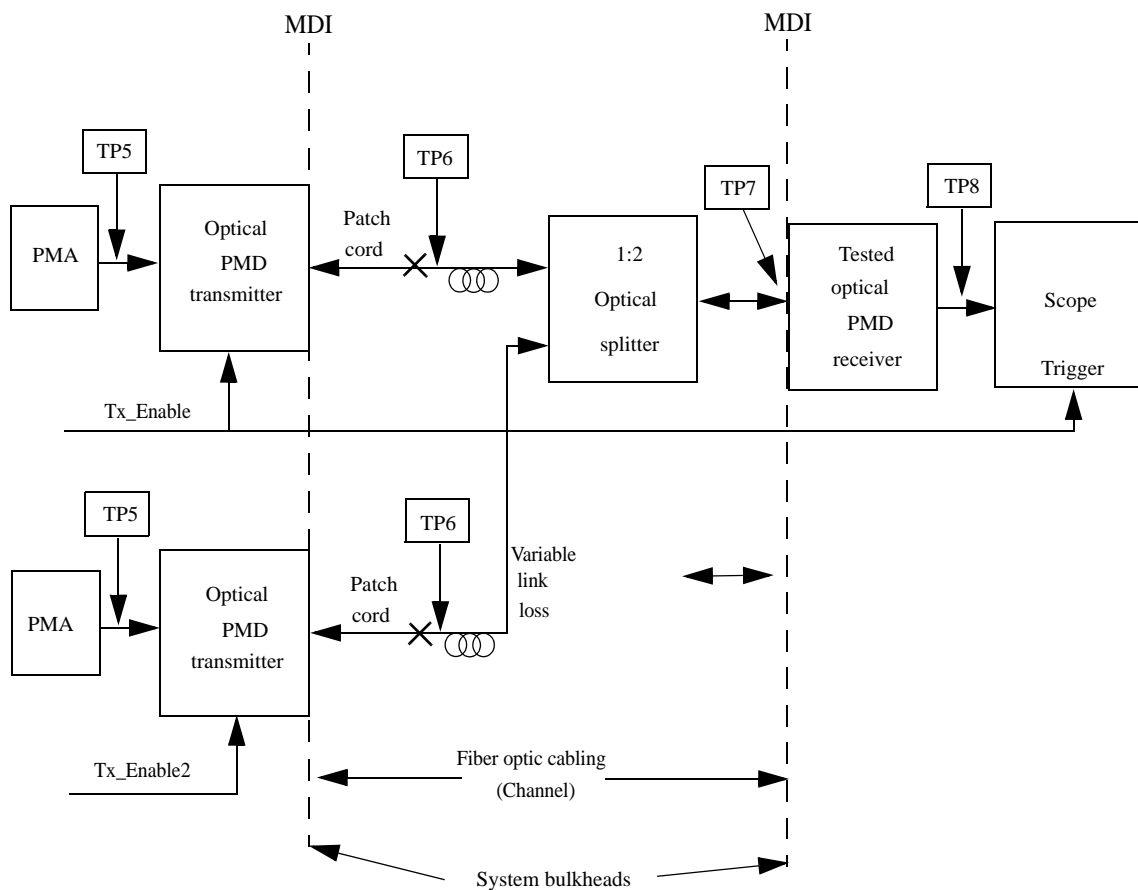 MDI
MDI
TP5
TP6
TP7
TP8
PMA
Optical
PMD
transmitter
Patch
cord
1:2
Optical
splitter
Tested
optical
PMD
receiver
Scope
Trigger
Tx_Enable
TP5
TP6
PMA
Optical
PMD
transmitter
Patch
cord
Variable
link
loss
Tx_Enable2
Fiber optic cabling
(Channel)
System bulkheads